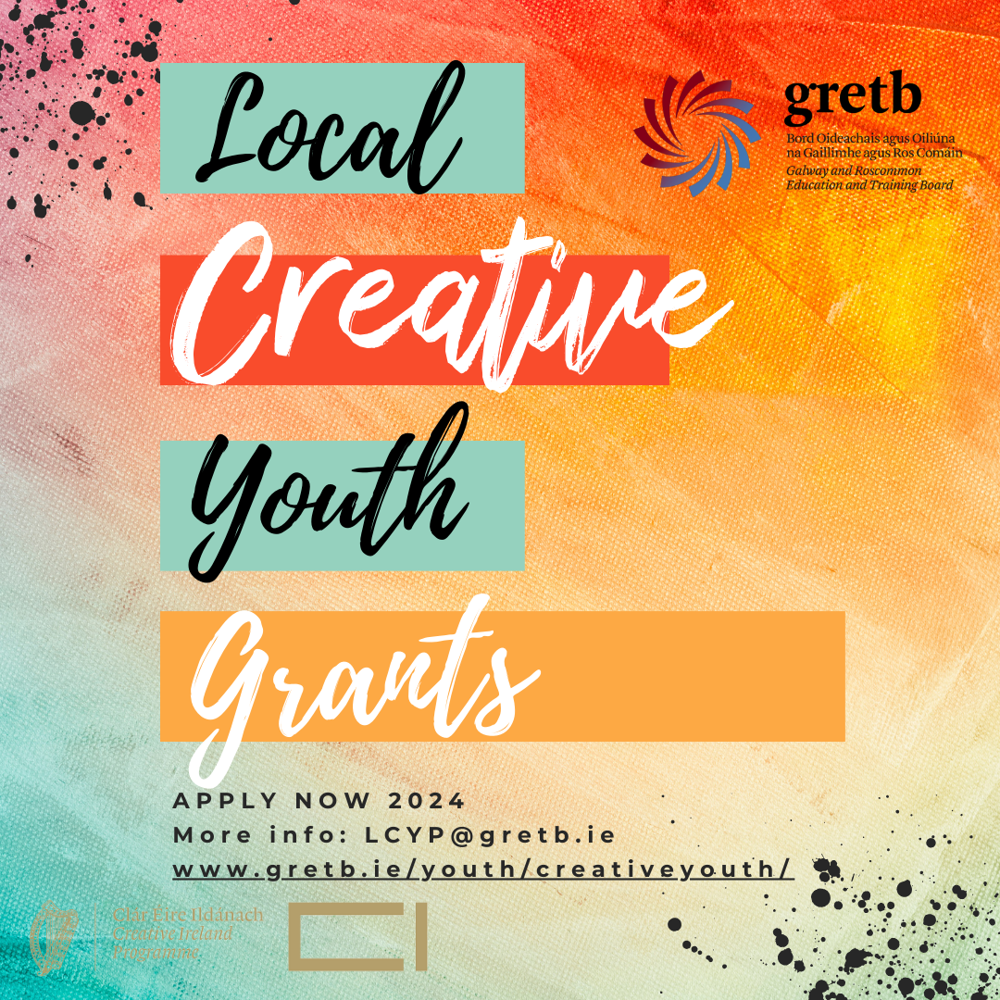 Local
Creative
Youth
Grants
gretb
Bord Oideachais agus Oiliúna
na Gaillimhe agus Ros Comáin
Galway and Roscommon
Education and Training Board
APPLY NOW 2024
More info: LCYP@gretb.ie
www.gretb.ie/youth/creativeyouth/
Clár Éire Ildánach
Creative Ireland
Programme